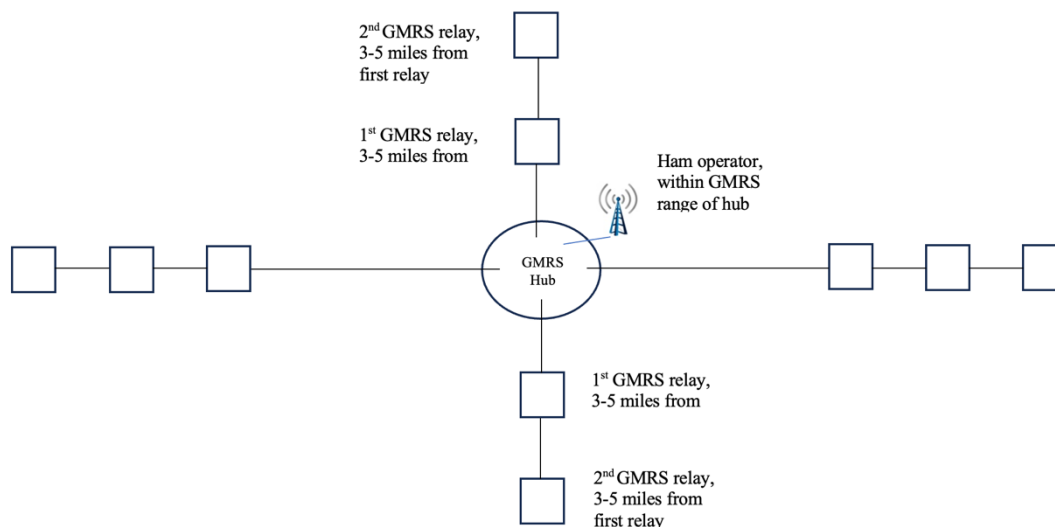 2nd GMRS relay,
3-5 miles from
first relay
1st GMRS relay,
3-5 miles from
Ham operator,
within GMRS
range of hub
GMRS
Hub
1st GMRS relay,
3-5 miles from
2nd GMRS relay,
3-5 miles from
first relay